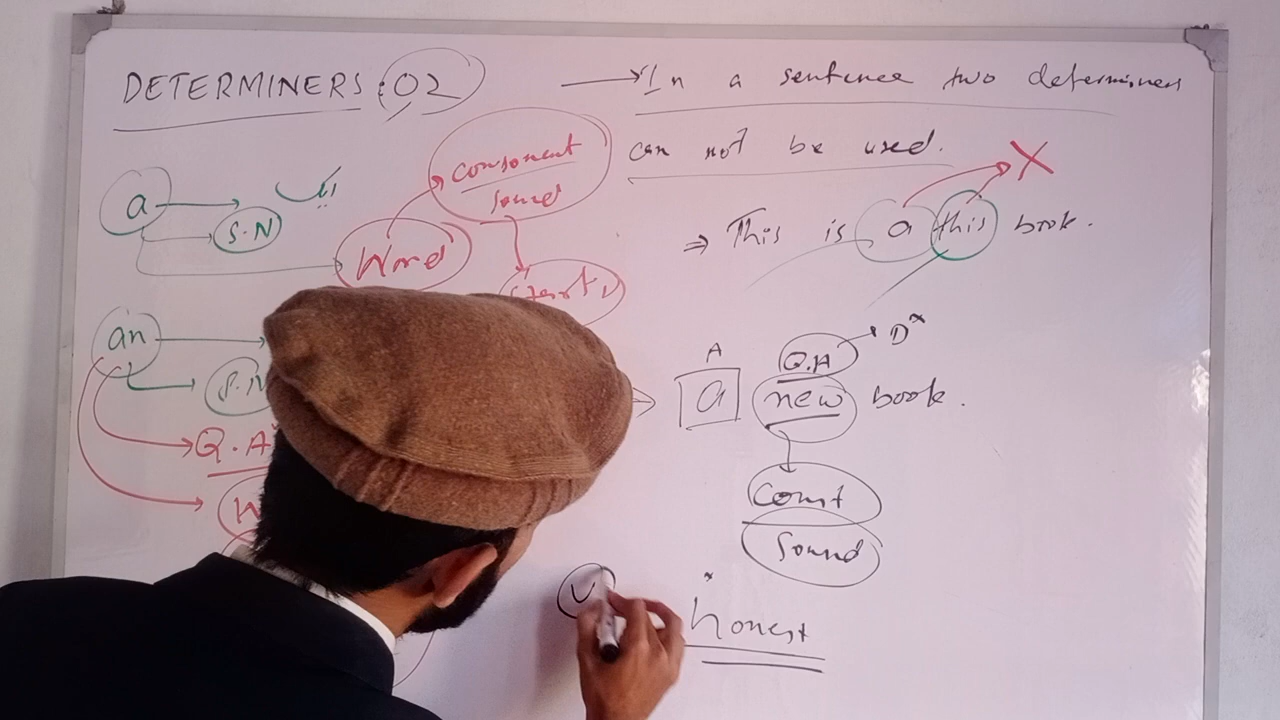 DETERMINERS : 02
→ In a sentence two determiners
can not be used.
a → ایک
S.N
Word
consonent
sound
⇒ This is a this book.
X
an
S.N
Q.A
A
Q.A → D
a new book.
Const
Sound
V
honest